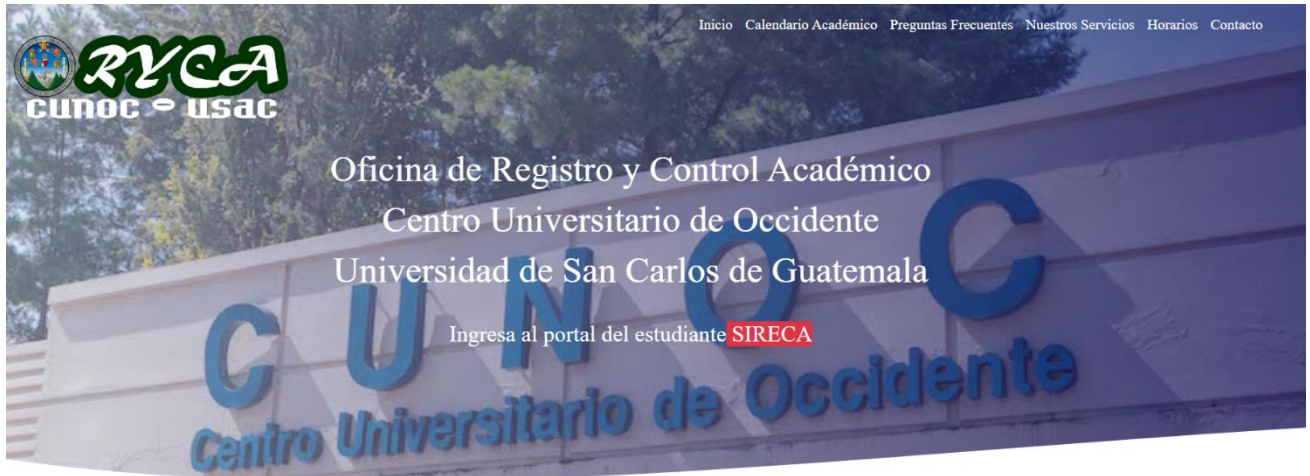 Inicio Calendario Académico Preguntas Frecuentes Nuestros Servicios Horarios Contacto
RYCA
cunoc - usac
Oficina de Registro y Control Académico
Centro Universitario de Occidente
Universidad de San Carlos de Guatemala
Ingresa al portal del estudiante SIRECA
CUNOC
Centro Universitario de Occidente